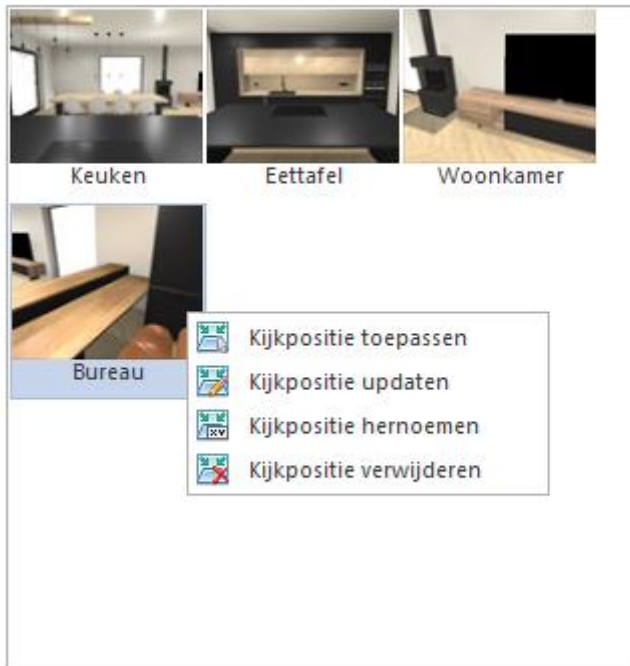 Keuken
Eettafel
Woonkamer
Bureau
Kijkpositie toepassen
Kijkpositie updaten
Kijkpositie hernoemen
Kijkpositie verwijderen